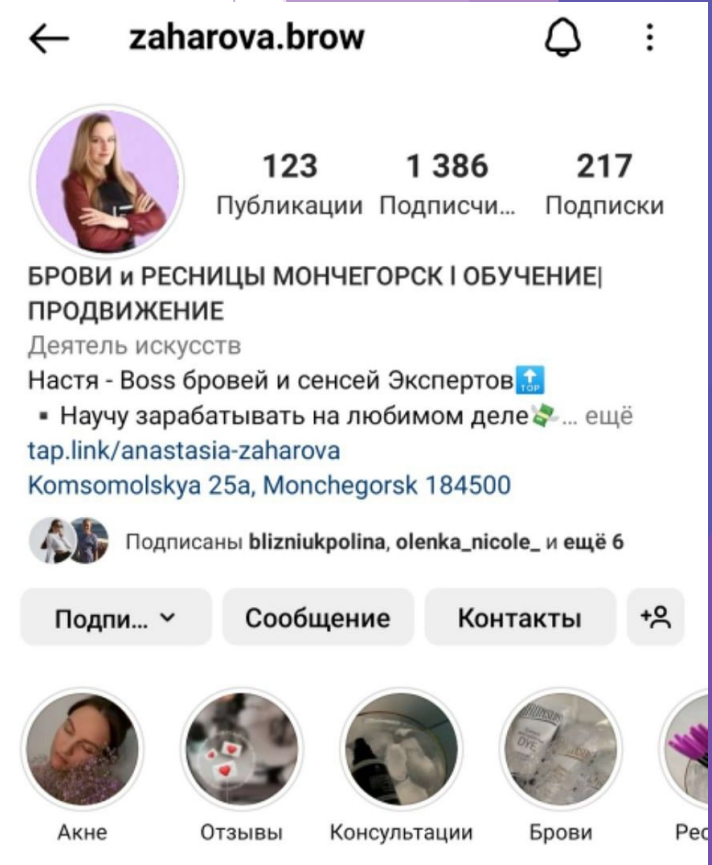 zaharova.brow
123 1 386 217
Публикации Подписчи... Подписки
БРОВИ и РЕСНИЦЫ МОНЧЕГОРСК | ОБУЧЕНИЕ|
ПРОДВИЖЕНИЕ
Деятель искусств
Настя - Boss бровей и сенсей Экспертов🔝
▪️ Научу зарабатывать на любимом деле💸... ещё
tap.link/anastasia-zaharova
Komsomolskya 25a, Monchegorsk 184500
Подписаны blizniukpolina, olenka_nicole_ и ещё 6
Подпи... Сообщение Контакты
DYE
Акне Отзывы Консультации Брови Рес